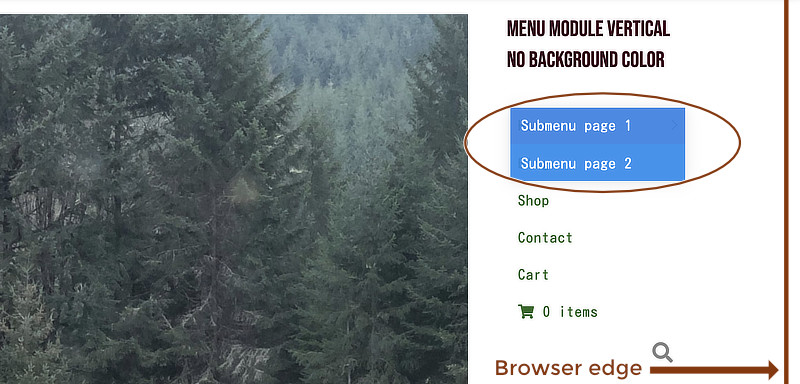 MENU MODULE VERTICAL
NO BACKGROUND COLOR
Submenu page 1
Submenu page 2
Shop
Contact
Cart
0 items
Browser edge